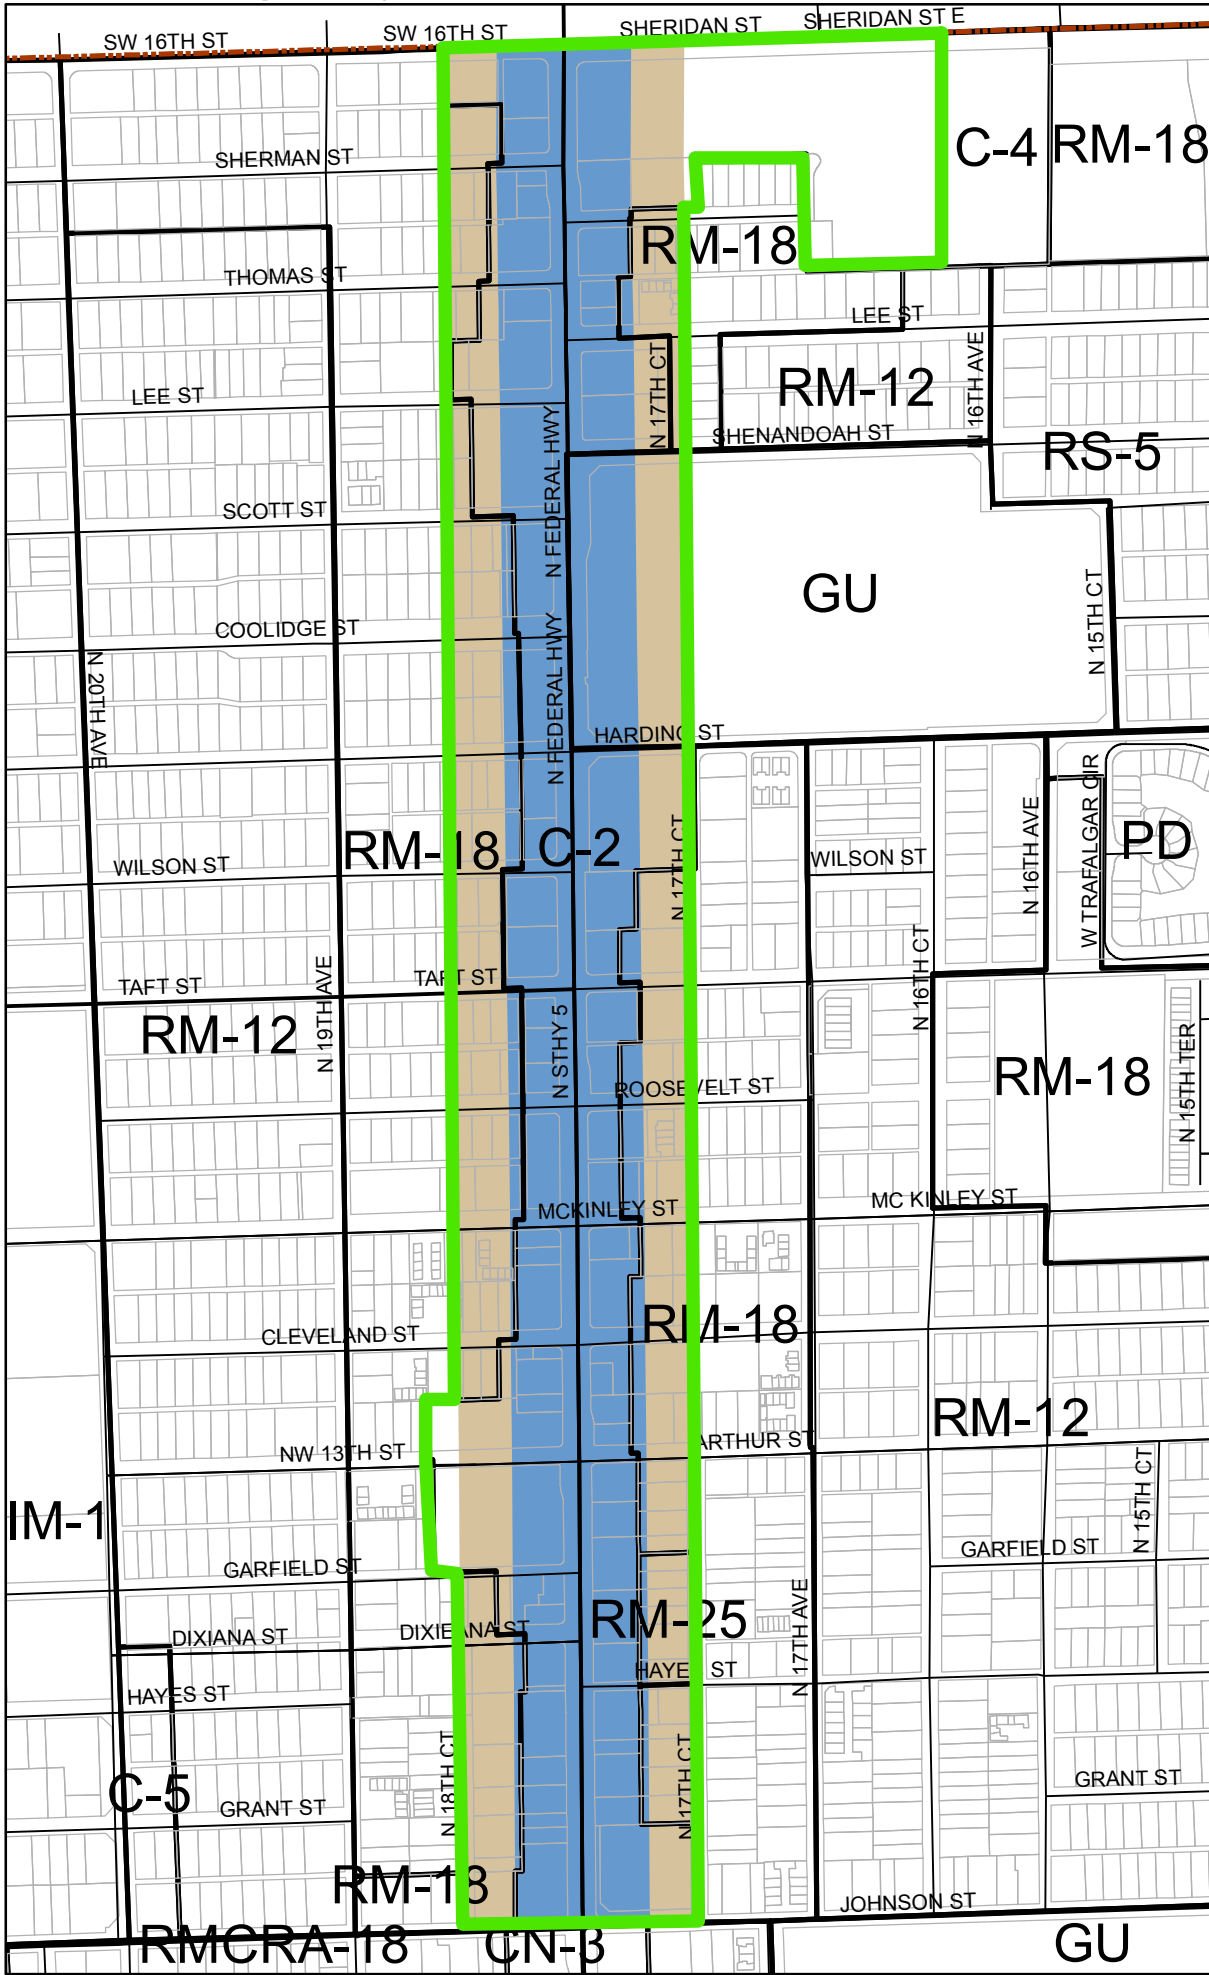 SW 16TH ST
SW 16TH ST
SHERIDAN ST
SHERIDAN ST E
SHERMAN ST
C-4
RM-18
RM-18
THOMAS ST
LEE ST
RM-12
LEE ST
N 17TH CT
N 16TH AVE
SHENANDOAH ST
RS-5
N FEDERAL HWY
SCOTT ST
GU
COOLIDGE ST
N 15TH CT
N 20TH AVE
N FEDERAL HWY
HARDING ST
RM-18
C-2
N 17TH CT
WILSON ST
WILSON ST
N 16TH AVE
W TRAFALGAR CIR
PD
TAFT ST
TAFT ST
N 16TH CT
RM-12
N 19TH AVE
N STHY 5
ROOSEVELT ST
RM-18
N 15TH TER
MCKINLEY ST
MC KINLEY ST
CLEVELAND ST
RM-18
RM-12
NW 13TH ST
ARTHUR ST
N 15TH CT
IM-1
GARFIELD ST
GARFIELD ST
DIXIANA ST
DIXIEANA ST
RM-25
N 17TH AVE
HAYES ST
HAYES ST
C-5
GRANT ST
N 18TH CT
N 17TH CT
GRANT ST
RM-18
JOHNSON ST
RMCRA-18
CN-3
GU